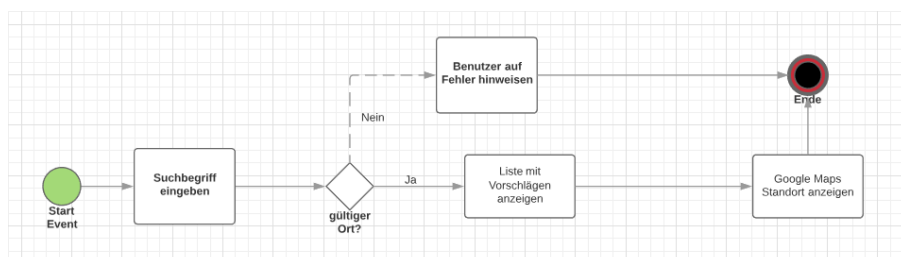 Benutzer auf
Fehler hinweisen
Ende
Nein
Suchbegriff
eingeben
Ja
Liste mit
Vorschlägen
anzeigen
Google Maps
Standort anzeigen
Start
Event
gültiger
Ort?